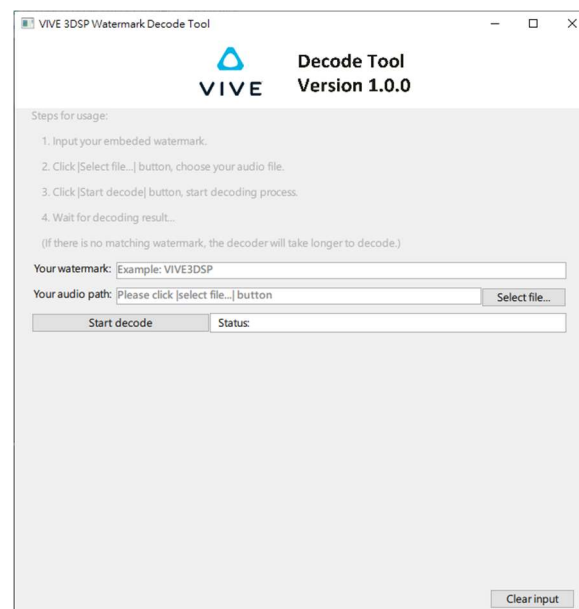 VIVE 3DSP Watermark Decode Tool
VIVE
Decode Tool
Version 1.0.0
Steps for usage:
1. Input your embeded watermark.
2. Click |Select file...| button, choose your audio file.
3. Click |Start decode| button, start decoding process.
4. Wait for decoding result...
(If there is no matching watermark, the decoder will take longer to decode.)
Your watermark: Example: VIVE3DSP
Your audio path: Please click |select file...| button Select file...
Start decode Status:
Clear input